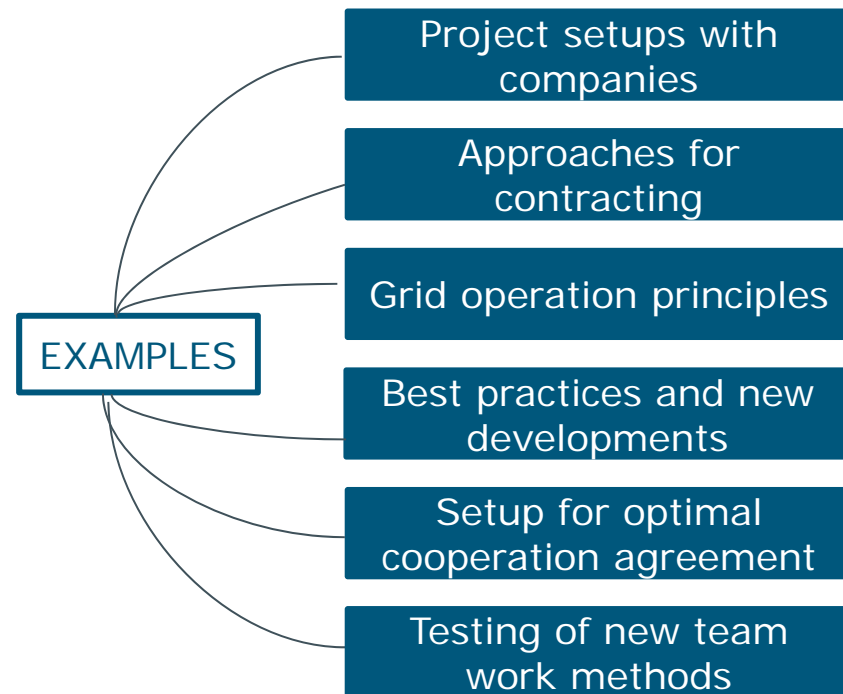 Project setups with
companies
Approaches for
contracting
Grid operation principles
EXAMPLES
Best practices and new
developments
Setup for optimal
cooperation agreement
Testing of new team
work methods